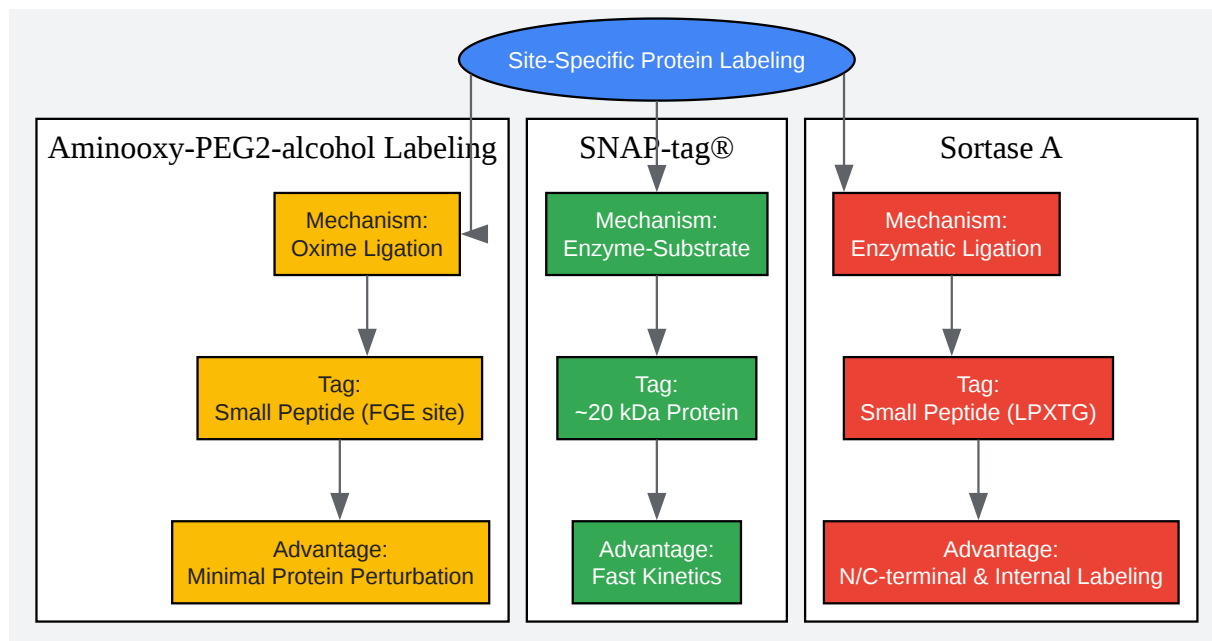 Site-Specific Protein Labeling
Aminooxy-PEG2-alcohol Labeling
Mechanism:
Oxime Ligation
Tag:
Small Peptide (FGE site)
Advantage:
Minimal Protein Perturbation
SNAP-tag®
Mechanism:
Enzyme-Substrate
Tag:
~20 kDa Protein
Advantage:
Fast Kinetics
Sortase A
Mechanism:
Enzymatic Ligation
Tag:
Small Peptide (LPXTG)
Advantage:
N/C-terminal & Internal Labeling